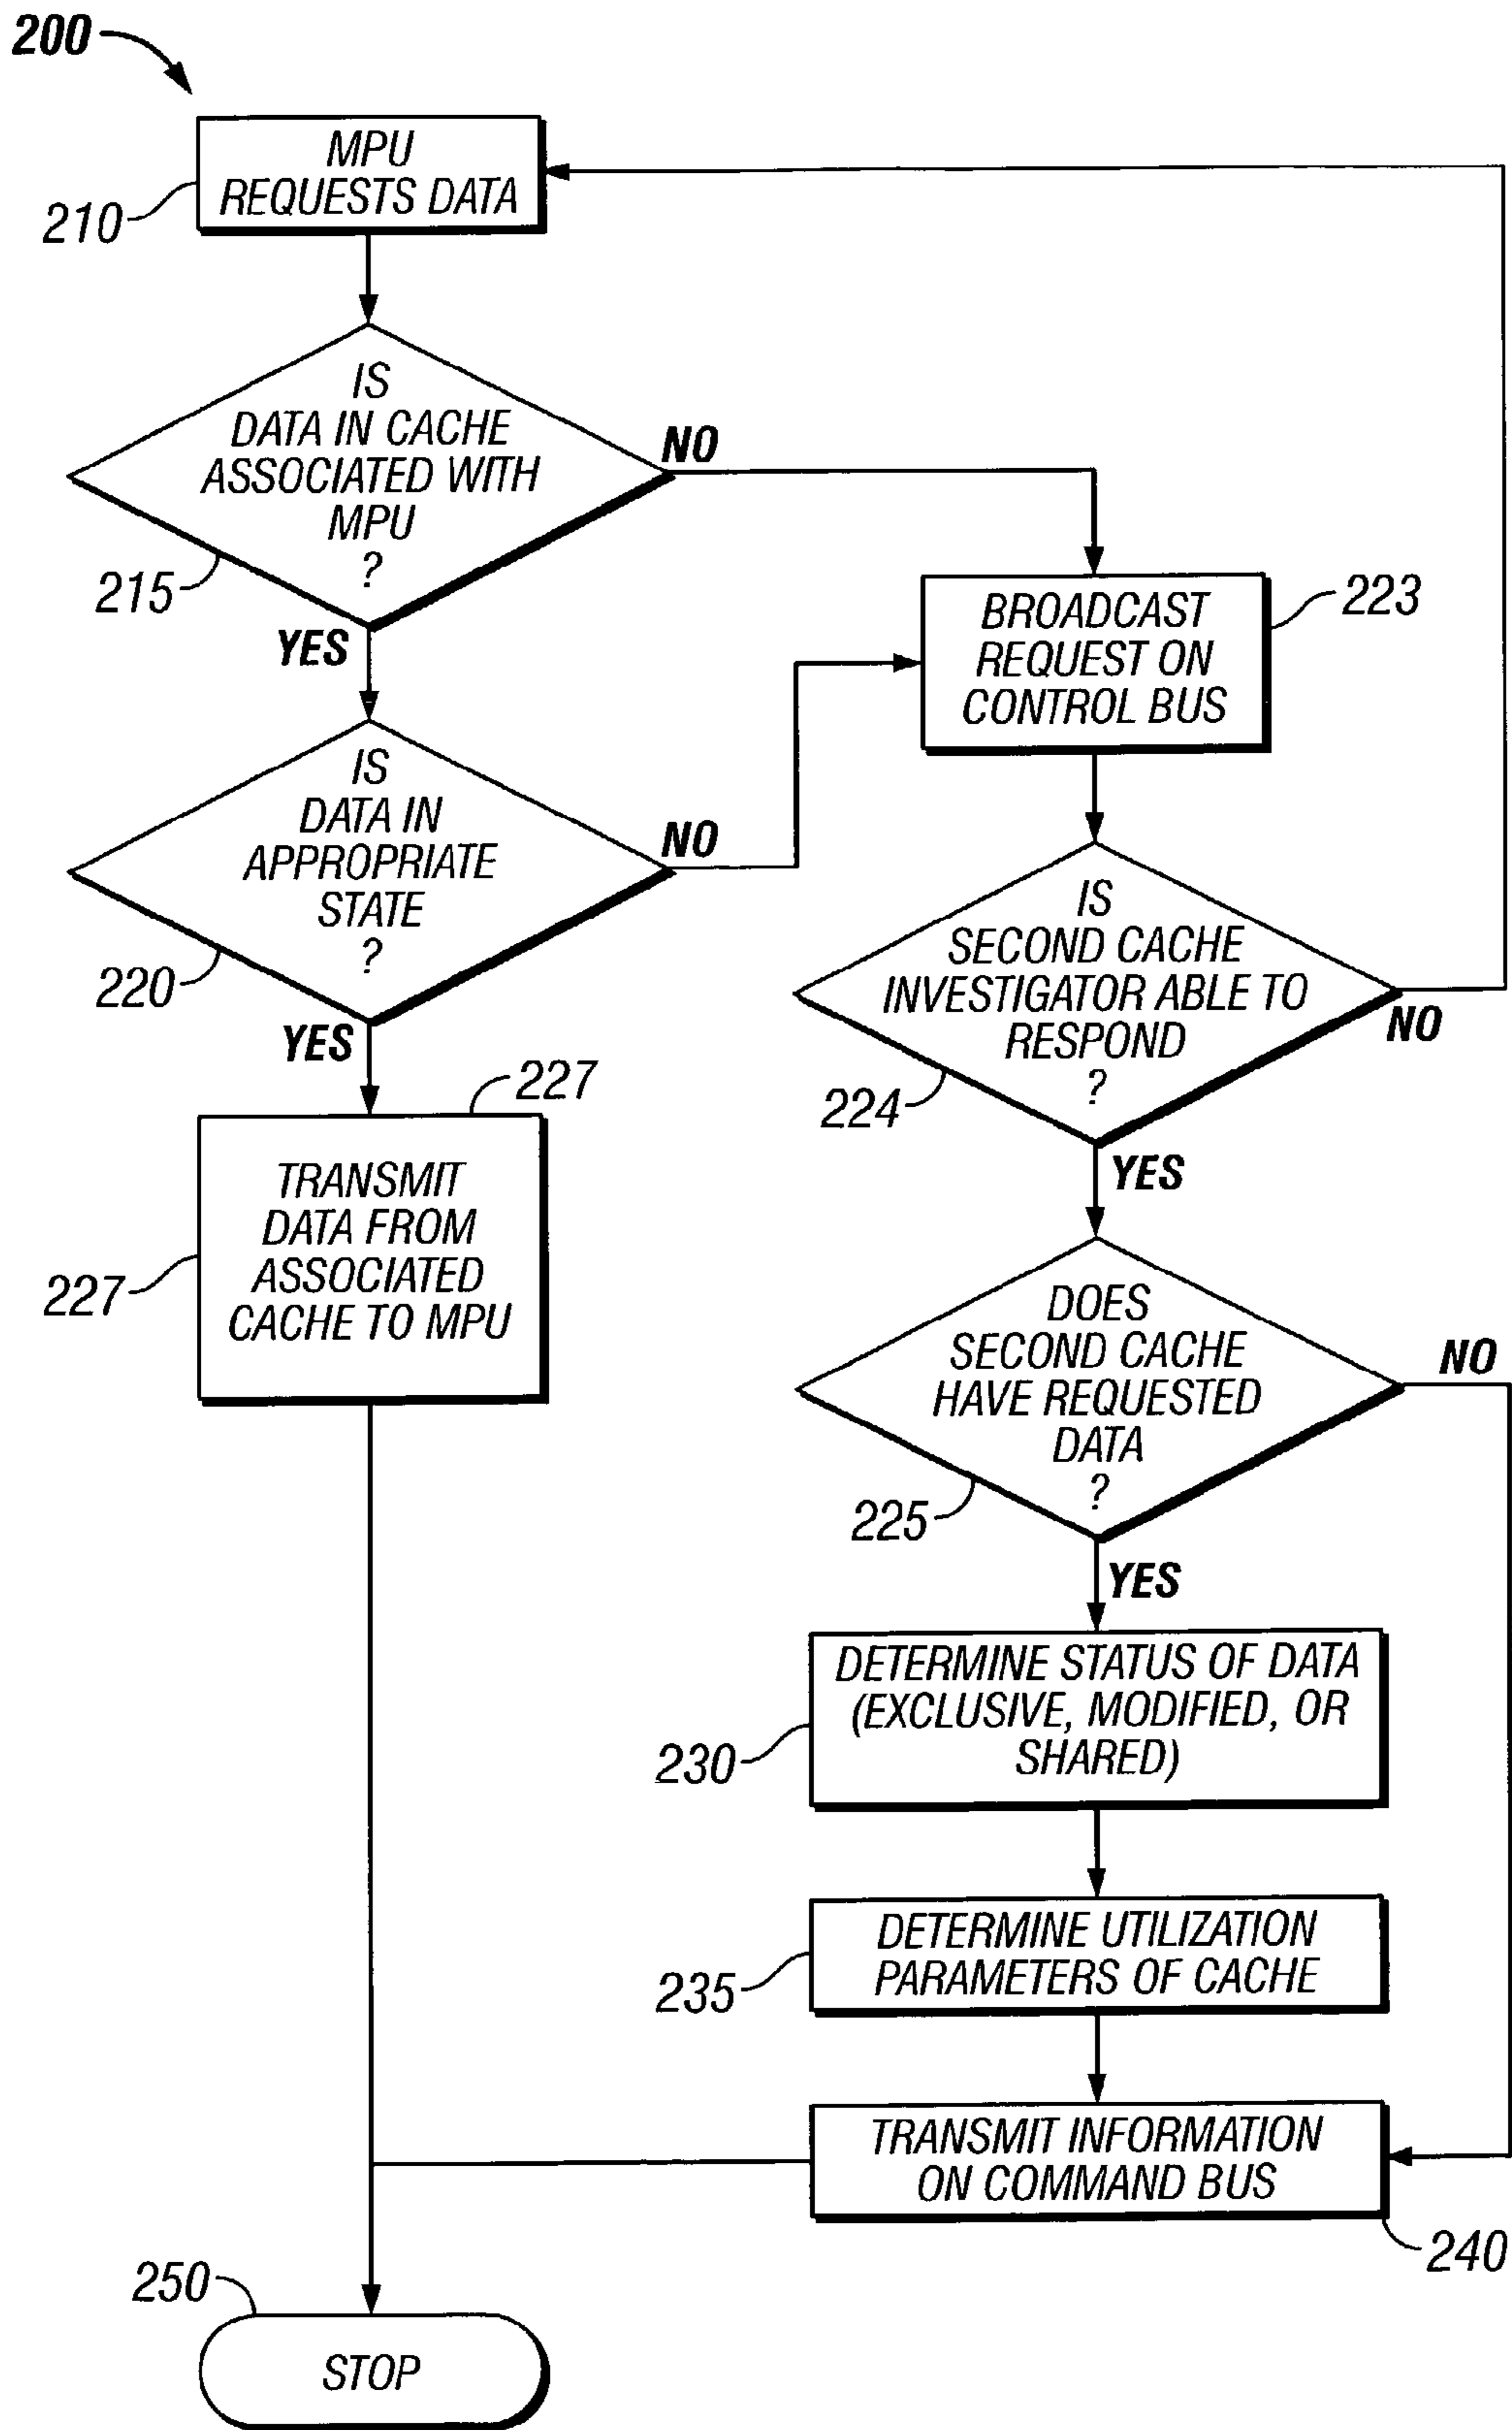 200
MPU
REQUESTS DATA
210
IS
DATA IN CACHE
ASSOCIATED WITH
MPU
?
NO
215
YES
BROADCAST
REQUEST ON
CONTROL BUS
223
IS
DATA IN
APPROPRIATE
STATE
?
NO
220
YES
IS
SECOND CACHE
INVESTIGATOR ABLE TO
RESPOND
?
NO
224
YES
227
TRANSMIT
DATA FROM
ASSOCIATED
CACHE TO MPU
227
DOES
SECOND CACHE
HAVE REQUESTED
DATA
?
NO
225
YES
DETERMINE STATUS OF DATA
(EXCLUSIVE, MODIFIED, OR
SHARED)
230
DETERMINE UTILIZATION
PARAMETERS OF CACHE
235
TRANSMIT INFORMATION
ON COMMAND BUS
240
250
STOP